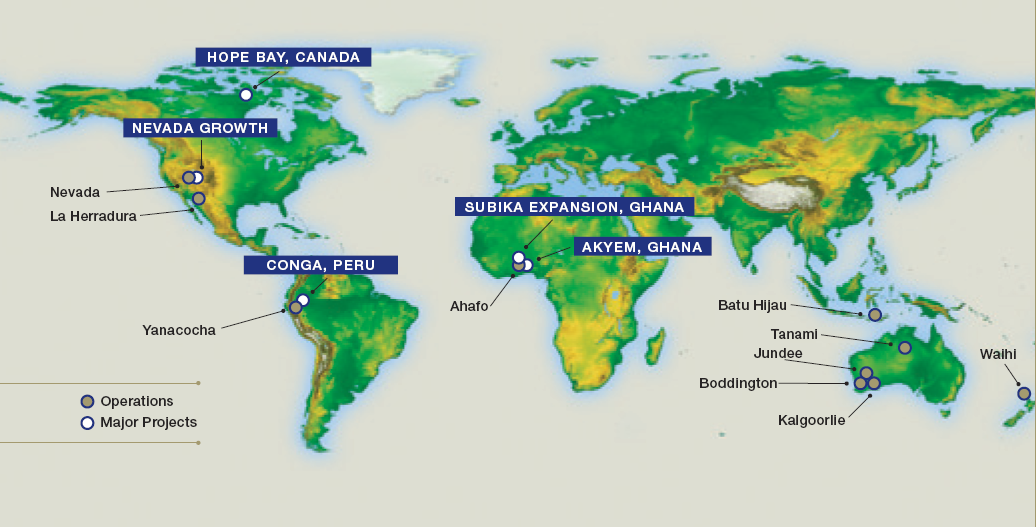 HOPE BAY, CANADA
NEVADA GROWTH
Nevada
La Herradura
SUBIKA EXPANSION, GHANA
AKYEM, GHANA
CONGA, PERU
Ahafo
Yanacocha
Batu Hijau
Tanami
Jundee
Waihi
Boddington
Kalgoorlie
Operations
Major Projects